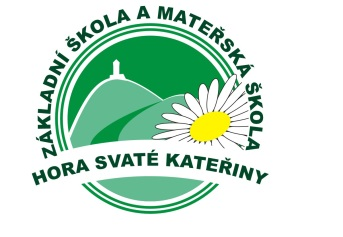 ZÁKLADNÍ ŠKOLA A MATEŘSKÁ ŠKOLA
HORA SVATÉ KATEŘINY